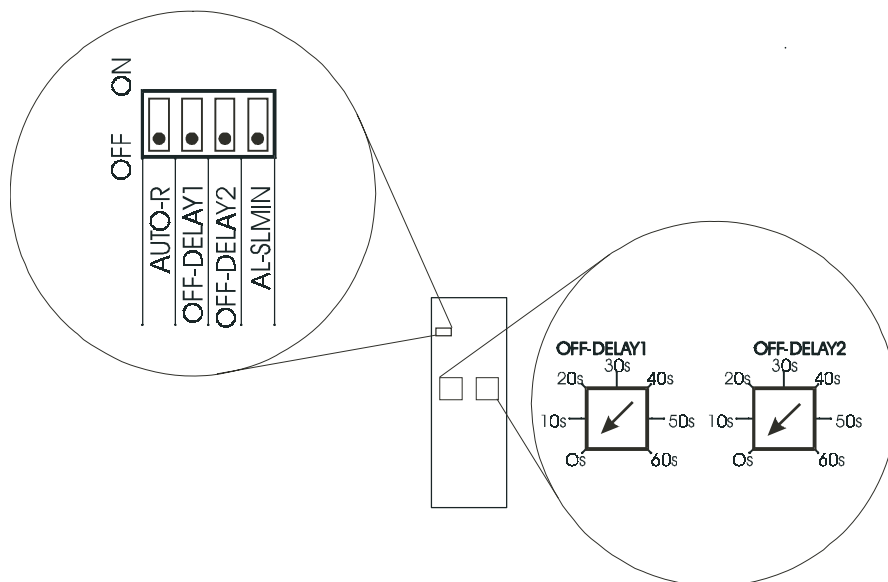 ON
OFF
AUTO-R
OFF-DELAY1
OFF-DELAY2
AL-SLMIN
OFF-DELAY1
30s
20s 40s
10s 50s
0s 60s
OFF-DELAY2
30s
20s 40s
10s 50s
0s 60s